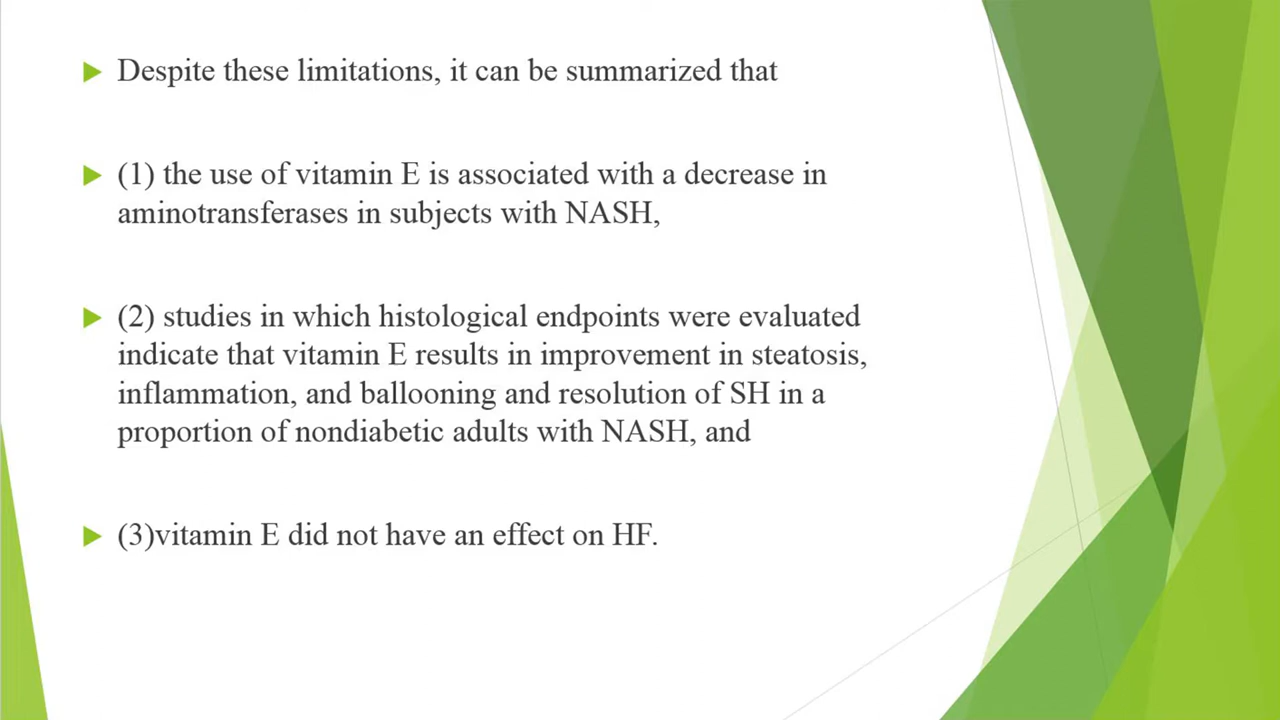 Despite these limitations, it can be summarized that
(1) the use of vitamin E is associated with a decrease in
aminotransferases in subjects with NASH,
(2) studies in which histological endpoints were evaluated
indicate that vitamin E results in improvement in steatosis,
inflammation, and ballooning and resolution of SH in a
proportion of nondiabetic adults with NASH, and
(3)vitamin E did not have an effect on HF.